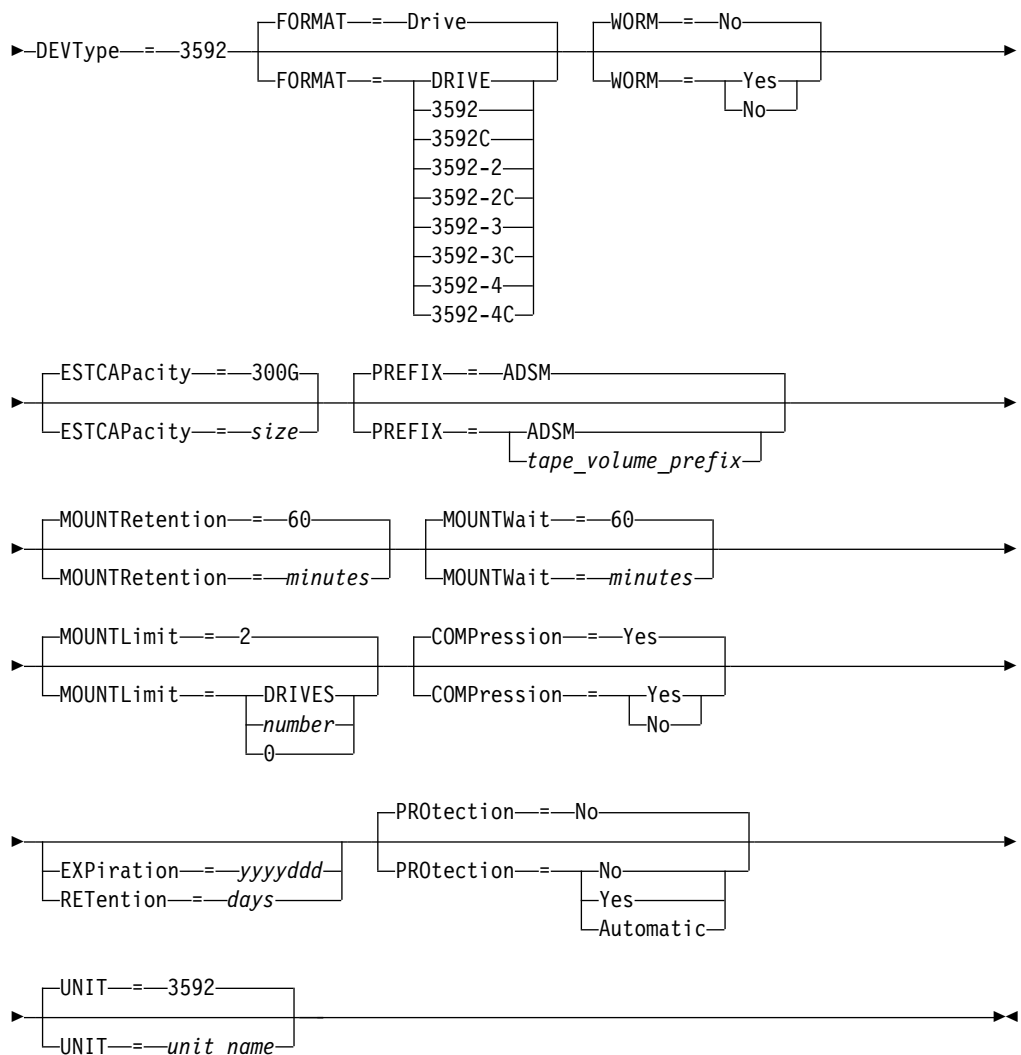 FORMAT = Drive WORM = No
DEVType = 3592
FORMAT = DRIVE WORM = Yes
3592 No
3592C
3592-2
3592-2C
3592-3
3592-3C
3592-4
3592-4C
ESTCAPacity = 300G PREFIX = ADSM
ESTCAPacity = size PREFIX = ADSM
tape_volume_prefix
MOUNTRetention = 60 MOUNTWait = 60
MOUNTRetention = minutes MOUNTWait = minutes
MOUNTLimit = 2 COMPression = Yes
MOUNTLimit = DRIVES COMPression = Yes
number No
0
PROtection = No
EXPiration = yyyyddd PROtection = No
RETention = days Yes
Automatic
UNIT = 3592
UNIT = unit name